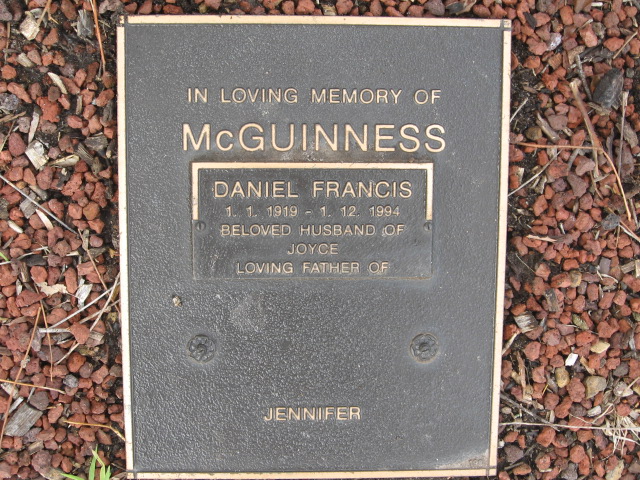 IN LOVING MEMORY OF
McGUINNESS
DANIEL FRANCIS
1. 1. 1919 - 1. 12. 1994
BELOVED HUSBAND OF
JOYCE
LOVING FATHER OF
JENNIFER